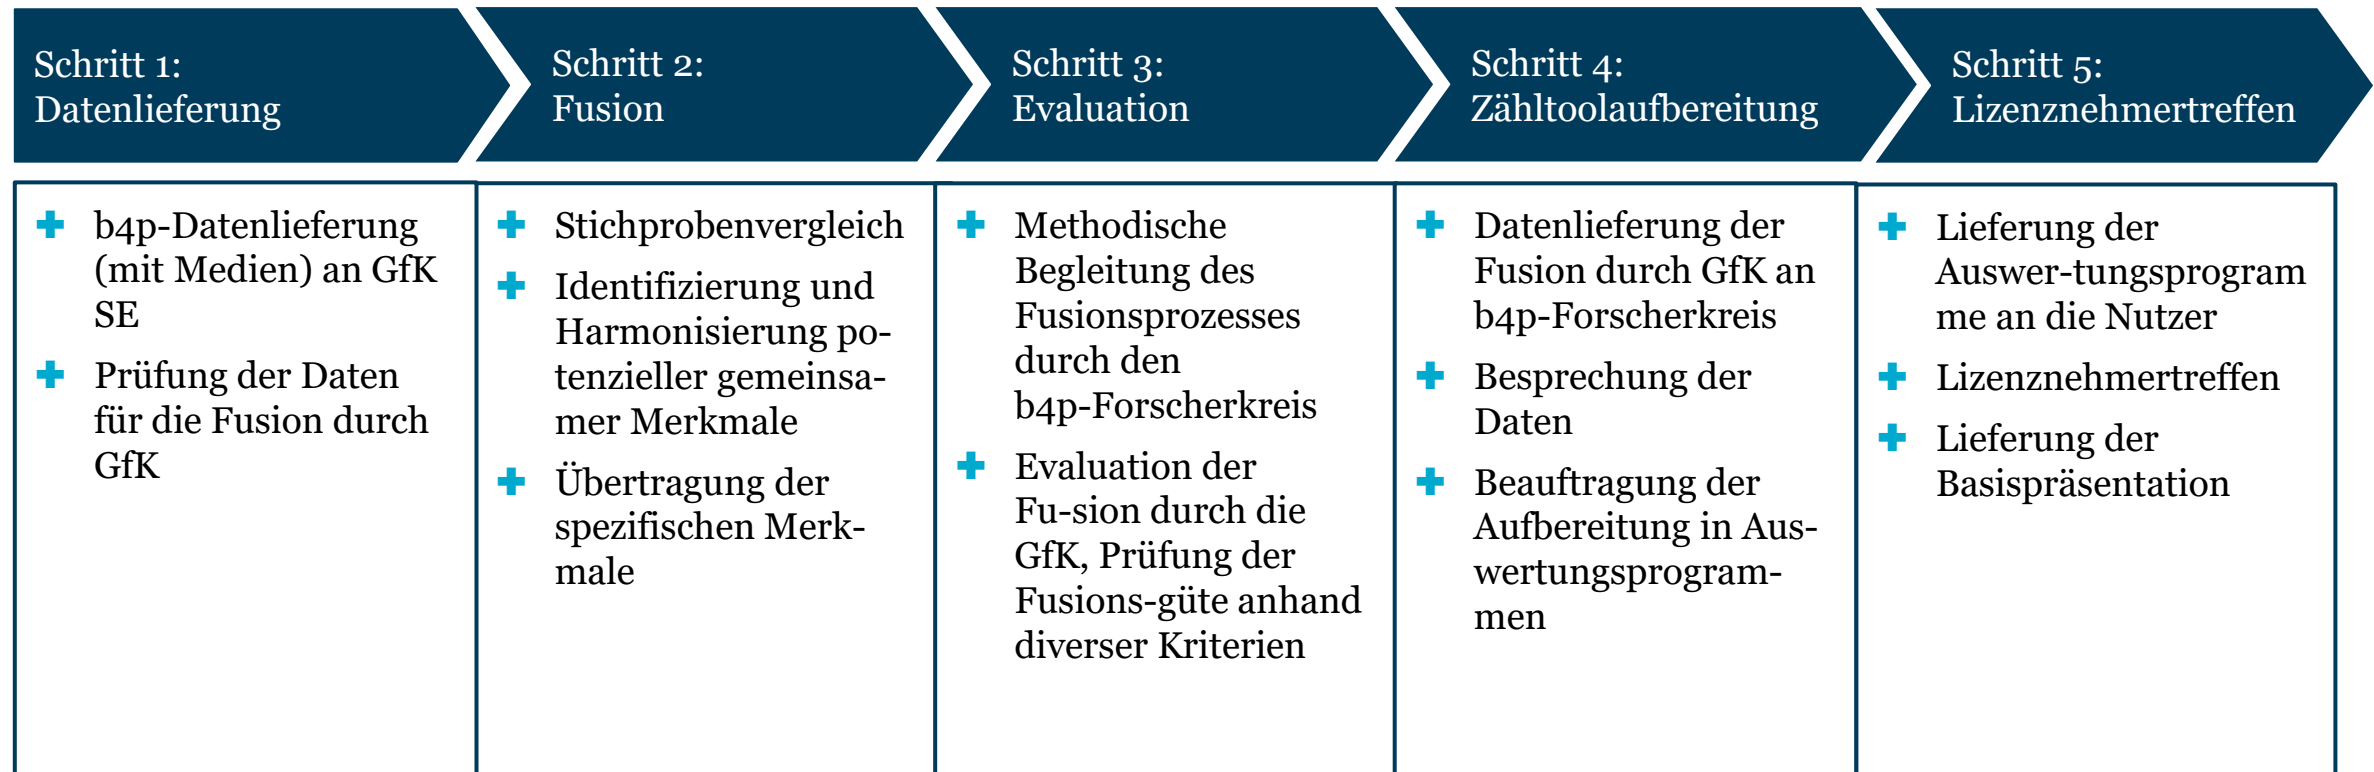 Schritt 1:
Datenlieferung
Schritt 2:
Fusion
Schritt 3:
Evaluation
Schritt 4:
Zähltoolaufbereitung
Schritt 5:
Lizenznehmertreffen
b4p-Datenlieferung
(mit Medien) an GfK
SE
Prüfung der Daten
für die Fusion durch
GfK
Stichprobenvergleich
Identifizierung und
Harmonisierung po-
tenzieller gemeinsa-
mer Merkmale
Übertragung der
spezifischen Merk-
male
Methodische
Begleitung des
Fusionsprozesses
durch den
b4p-Forscherkreis
Evaluation der
Fu-sion durch die
GfK, Prüfung der
Fusions-güte anhand
diverser Kriterien
Datenlieferung der
Fusion durch GfK an
b4p-Forscherkreis
Besprechung der
Daten
Beauftragung der
Aufbereitung in Aus-
wertungsprogram-
men
Lieferung der
Auswer-tungsprogram
me an die Nutzer
Lizenznehmertreffen
Lieferung der
Basispräsentation